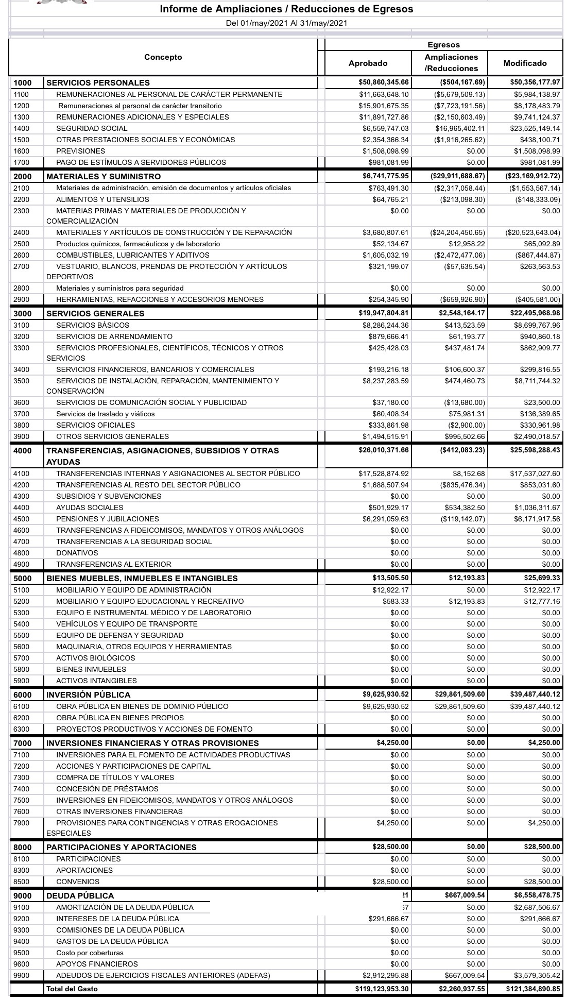 Informe de Ampliaciones / Reducciones de Egresos
Del 01/may/2021 Al 31/may/2021
Egresos
Concepto
Aprobado Ampliaciones /Reducciones Modificado
1000 SERVICIOS PERSONALES $50,860,345.66 ($504,167.69) $50,356,177.97
1100 REMUNERACIONES AL PERSONAL DE CARÁCTER PERMANENTE $11,663,648.10 ($5,679,509.13) $5,984,138.97
1200 Remuneraciones al personal de carácter transitorio $15,901,675.35 ($7,723,191.56) $8,178,483.79
1300 REMUNERACIONES ADICIONALES Y ESPECIALES $11,891,727.86 ($2,150,603.49) $9,741,124.37
1400 SEGURIDAD SOCIAL $6,559,747.03 $16,965,402.11 $23,525,149.14
1500 OTRAS PRESTACIONES SOCIALES Y ECONÓMICAS $2,354,366.34 ($1,916,265.62) $438,100.71
1600 PREVISIONES $1,508,098.99 $0.00 $1,508,098.99
1700 PAGO DE ESTÍMULOS A SERVIDORES PÚBLICOS $981,081.99 $0.00 $981,081.99
2000 MATERIALES Y SUMINISTRO $6,741,775.95 ($29,911,688.67) ($23,169,912.72)
2100 Materiales de administración, emisión de documentos y artículos oficiales $763,491.30 ($2,317,058.44) ($1,553,567.14)
2200 ALIMENTOS Y UTENSILIOS $64,765.21 ($213,098.30) ($148,333.09)
2300 MATERIAS PRIMAS Y MATERIALES DE PRODUCCIÓN Y $0.00 $0.00 $0.00
COMERCIALIZACIÓN
2400 MATERIALES Y ARTÍCULOS DE CONSTRUCCIÓN Y DE REPARACIÓN $3,680,807.61 ($24,204,450.65) ($20,523,643.04)
2500 Productos químicos, farmacéuticos y de laboratorio $52,134.67 $12,958.22 $65,092.89
2600 COMBUSTIBLES, LUBRICANTES Y ADITIVOS $1,605,032.19 ($2,472,477.06) ($867,444.87)
2700 VESTUARIO, BLANCOS, PRENDAS DE PROTECCIÓN Y ARTÍCULOS $321,199.07 ($57,635.54) $263,563.53
DEPORTIVOS
2800 Materiales y suministros para seguridad $0.00 $0.00 $0.00
2900 HERRAMIENTAS, REFACCIONES Y ACCESORIOS MENORES $254,345.90 ($659,926.90) ($405,581.00)
3000 SERVICIOS GENERALES $19,947,804.81 $2,548,164.17 $22,495,968.98
3100 SERVICIOS BÁSICOS $8,286,244.36 $413,523.59 $8,699,767.96
3200 SERVICIOS DE ARRENDAMIENTO $879,666.41 $61,193.77 $940,860.18
3300 SERVICIOS PROFESIONALES, CIENTÍFICOS, TÉCNICOS Y OTROS $425,428.03 $437,481.74 $862,909.77
SERVICIOS
3400 SERVICIOS FINANCIEROS, BANCARIOS Y COMERCIALES $193,216.18 $106,600.37 $299,816.55
3500 SERVICIOS DE INSTALACIÓN, REPARACIÓN, MANTENIMIENTO Y $8,237,283.59 $474,460.73 $8,711,744.32
CONSERVACIÓN
3600 SERVICIOS DE COMUNICACIÓN SOCIAL Y PUBLICIDAD $37,180.00 ($13,680.00) $23,500.00
3700 Servicios de traslado y viáticos $60,408.34 $75,981.31 $136,389.65
3800 SERVICIOS OFICIALES $333,861.98 ($2,900.00) $330,961.98
3900 OTROS SERVICIOS GENERALES $1,494,515.91 $995,502.66 $2,490,018.57
4000 TRANSFERENCIAS, ASIGNACIONES, SUBSIDIOS Y OTRAS $26,010,371.66 ($412,083.23) $25,598,288.43
AYUDAS
4100 TRANSFERENCIAS INTERNAS Y ASIGNACIONES AL SECTOR PÚBLICO $17,528,874.92 $8,152.68 $17,537,027.60
4200 TRANSFERENCIAS AL RESTO DEL SECTOR PÚBLICO $1,688,507.94 ($835,476.34) $853,031.60
4300 SUBSIDIOS Y SUBVENCIONES $0.00 $0.00 $0.00
4400 AYUDAS SOCIALES $501,929.17 $534,382.50 $1,036,311.67
4500 PENSIONES Y JUBILACIONES $6,291,059.63 ($119,142.07) $6,171,917.56
4600 TRANSFERENCIAS A FIDEICOMISOS, MANDATOS Y OTROS ANÁLOGOS $0.00 $0.00 $0.00
4700 TRANSFERENCIAS A LA SEGURIDAD SOCIAL $0.00 $0.00 $0.00
4800 DONATIVOS $0.00 $0.00 $0.00
4900 TRANSFERENCIAS AL EXTERIOR $0.00 $0.00 $0.00
5000 BIENES MUEBLES, INMUEBLES E INTANGIBLES $13,505.50 $12,193.83 $25,699.33
5100 MOBILIARIO Y EQUIPO DE ADMINISTRACIÓN $12,922.17 $0.00 $12,922.17
5200 MOBILIARIO Y EQUIPO EDUCACIONAL Y RECREATIVO $583.33 $12,193.83 $12,777.16
5300 EQUIPO E INSTRUMENTAL MÉDICO Y DE LABORATORIO $0.00 $0.00 $0.00
5400 VEHÍCULOS Y EQUIPO DE TRANSPORTE $0.00 $0.00 $0.00
5500 EQUIPO DE DEFENSA Y SEGURIDAD $0.00 $0.00 $0.00
5600 MAQUINARIA, OTROS EQUIPOS Y HERRAMIENTAS $0.00 $0.00 $0.00
5700 ACTIVOS BIOLÓGICOS $0.00 $0.00 $0.00
5800 BIENES INMUEBLES $0.00 $0.00 $0.00
5900 ACTIVOS INTANGIBLES $0.00 $0.00 $0.00
6000 INVERSIÓN PÚBLICA $9,625,930.52 $29,861,509.60 $39,487,440.12
6100 OBRA PÚBLICA EN BIENES DE DOMINIO PÚBLICO $9,625,930.52 $29,861,509.60 $39,487,440.12
6200 OBRA PÚBLICA EN BIENES PROPIOS $0.00 $0.00 $0.00
6300 PROYECTOS PRODUCTIVOS Y ACCIONES DE FOMENTO $0.00 $0.00 $0.00
7000 INVERSIONES FINANCIERAS Y OTRAS PROVISIONES $4,250.00 $0.00 $4,250.00
7100 INVERSIONES PARA EL FOMENTO DE ACTIVIDADES PRODUCTIVAS $0.00 $0.00 $0.00
7200 ACCIONES Y PARTICIPACIONES DE CAPITAL $0.00 $0.00 $0.00
7300 COMPRA DE TÍTULOS Y VALORES $0.00 $0.00 $0.00
7400 CONCESIÓN DE PRÉSTAMOS $0.00 $0.00 $0.00
7500 INVERSIONES EN FIDEICOMISOS, MANDATOS Y OTROS ANÁLOGOS $0.00 $0.00 $0.00
7600 OTRAS INVERSIONES FINANCIERAS $0.00 $0.00 $0.00
7900 PROVISIONES PARA CONTINGENCIAS Y OTRAS EROGACIONES $4,250.00 $0.00 $4,250.00
ESPECIALES
8000 PARTICIPACIONES Y APORTACIONES $28,500.00 $0.00 $28,500.00
8100 PARTICIPACIONES $0.00 $0.00 $0.00
8300 APORTACIONES $0.00 $0.00 $0.00
8500 CONVENIOS $28,500.00 $0.00 $28,500.00
9000 DEUDA PÚBLICA 21 $667,009.54 $6,558,478.75
9100 AMORTIZACIÓN DE LA DEUDA PÚBLICA $0.00 $2,687,506.67
9200 INTERESES DE LA DEUDA PÚBLICA $291,666.67 $0.00 $291,666.67
9300 COMISIONES DE LA DEUDA PÚBLICA $0.00 $0.00 $0.00
9400 GASTOS DE LA DEUDA PÚBLICA $0.00 $0.00 $0.00
9500 Costo por coberturas $0.00 $0.00 $0.00
9600 APOYOS FINANCIEROS $0.00 $0.00 $0.00
9900 ADEUDOS DE EJERCICIOS FISCALES ANTERIORES (ADEFAS) $2,912,295.88 $667,009.54 $3,579,305.42
Total del Gasto $119,123,953.30 $2,260,937.55 $121,384,890.85